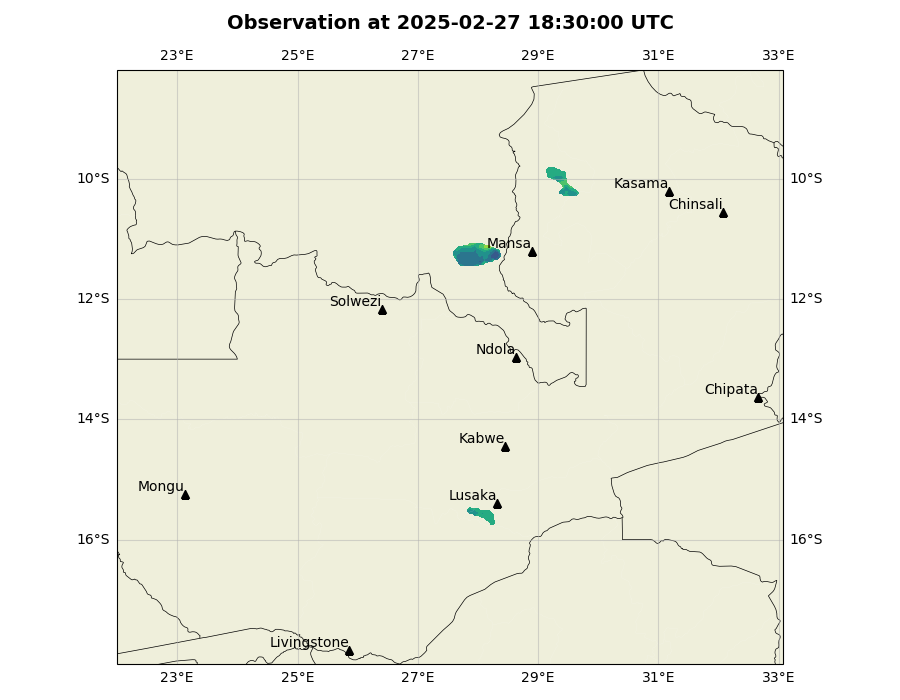 Observation at 2025-02-27 18:30:00 UTC
23°E 25°E 27°E 29°E 31°E 33°E
10°S 10°S
Kasama
Chinsali
Mansa
12°S 12°S
Solwezi
Ndola
Chipata
14°S 14°S
Kabwe
Mongu
Lusaka
16°S 16°S
Livingstone
23°E 25°E 27°E 29°E 31°E 33°E